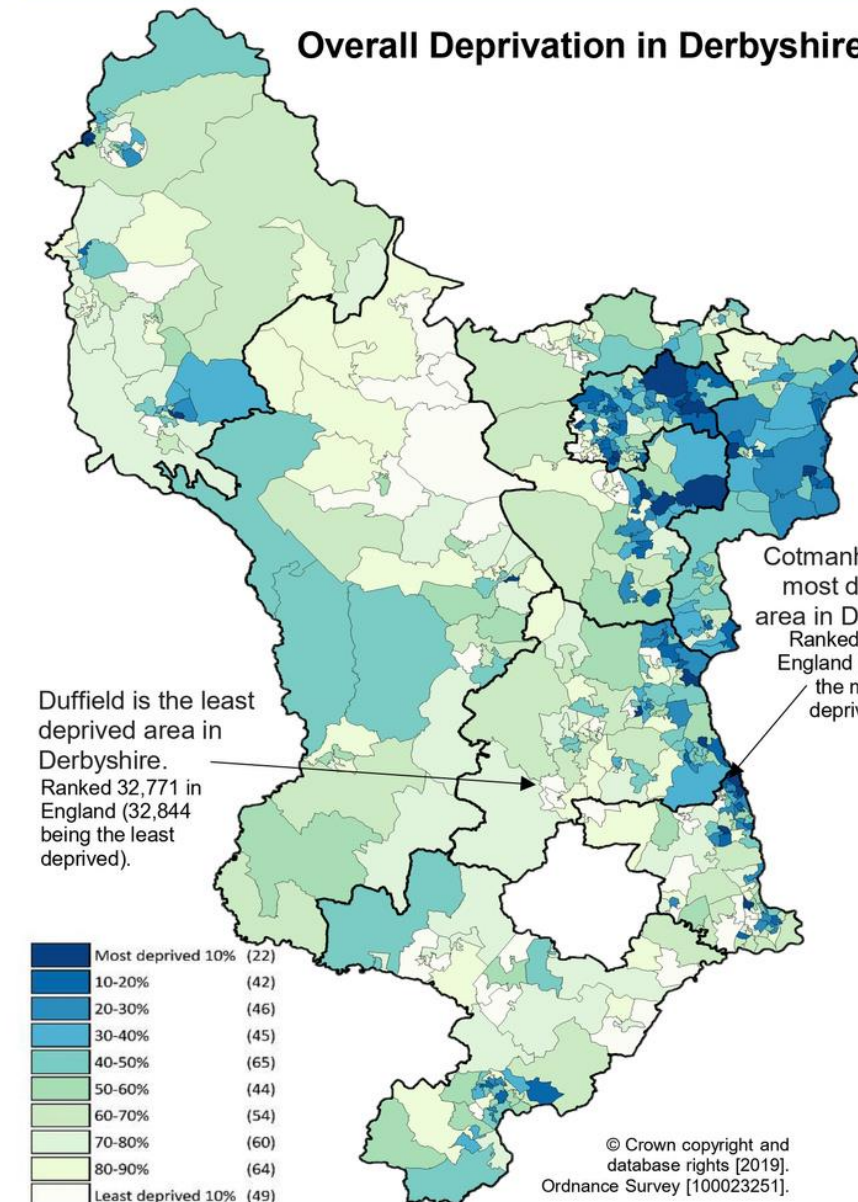 Overall Deprivation in Derbyshire
Cotmanh
most d
area in D
Ranked
England
the m
depriv
Duffield is the least
deprived area in
Derbyshire.
Ranked 32,771 in
England (32,844
being the least
deprived).
Most deprived 10% (22)
10-20% (42)
20-30% (46)
30-40% (45)
40-50% (65)
50-60% (44)
60-70% (54)
70-80% (60)
80-90% (64)
Least deprived 10% (49)
© Crown copyright and
database rights [2019].
Ordnance Survey [100023251].